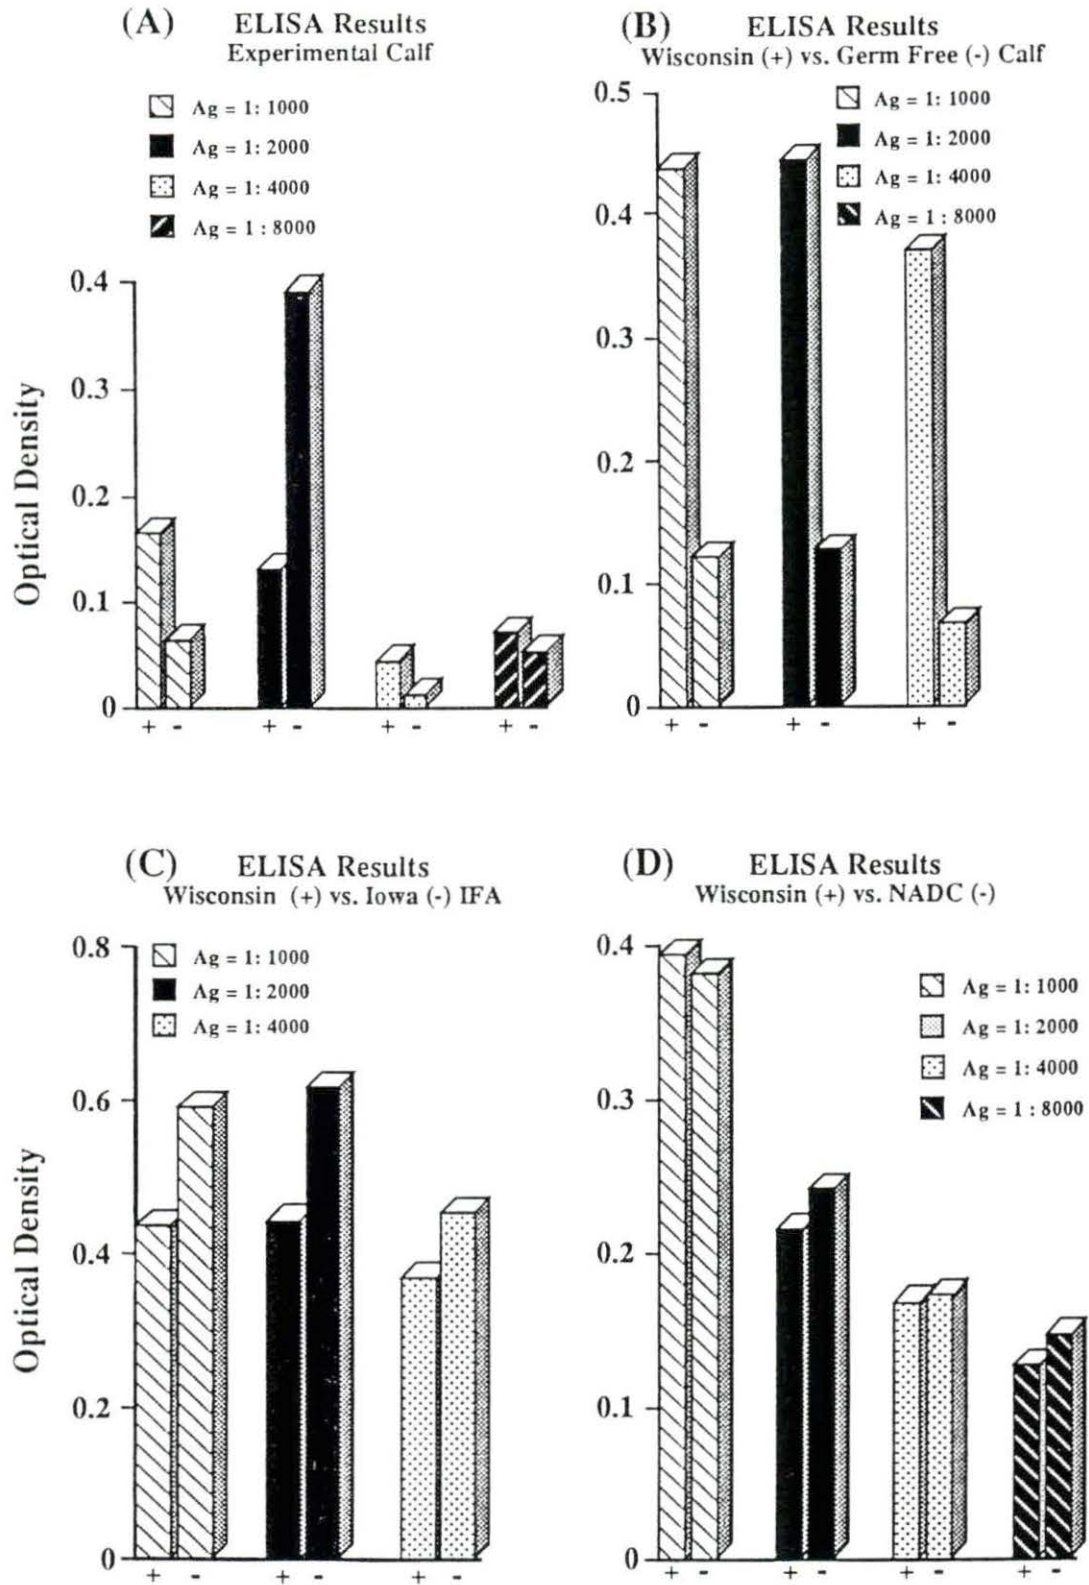 (A) ELISA Results
Experimental Calf
Ag = 1: 1000
Ag = 1: 2000
Ag = 1: 4000
Ag = 1 : 8000
Optical Density
0.4
0.3
0.2
0.1
0
+ - + - + - + -
(B) ELISA Results
Wisconsin (+) vs. Germ Free (-) Calf
Ag = 1: 1000
Ag = 1: 2000
Ag = 1: 4000
Ag = 1 : 8000
0.5
0.4
0.3
0.2
0.1
0
+ - + - + -
(C) ELISA Results
Wisconsin (+) vs. Iowa (-) IFA
Ag = 1: 1000
Ag = 1: 2000
Ag = 1: 4000
Optical Density
0.8
0.6
0.4
0.2
0
+ - + - + -
(D) ELISA Results
Wisconsin (+) vs. NADC (-)
Ag = 1: 1000
Ag = 1: 2000
Ag = 1: 4000
Ag = 1 : 8000
0.4
0.3
0.2
0.1
0
+ - + - + - + -